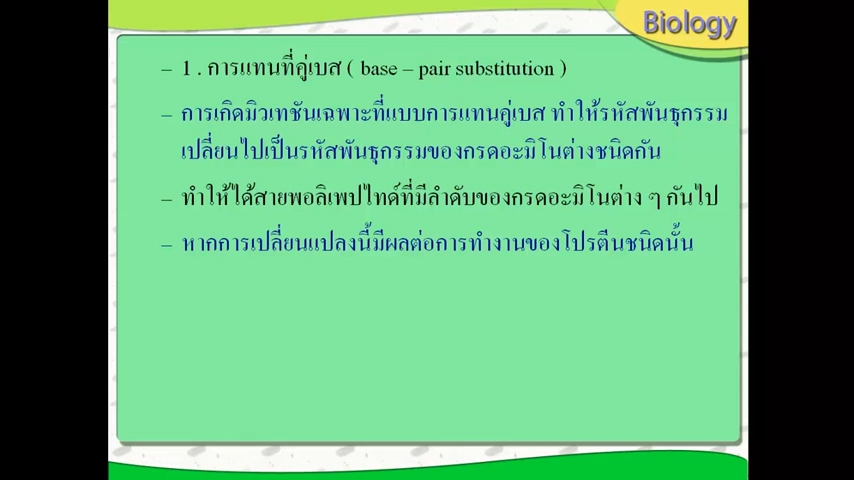 Biology
– 1 . การแทนที่คู่เบส ( base – pair substitution )
– การเกิดมิวเทชันเฉพาะที่แบบการแทนคู่เบส ทำให้รหัสพันธุกรรม
เปลี่ยนไปเป็นรหัสพันธุกรรมของกรดอะมิโนต่างชนิดกัน
– ทำให้ได้สายพอลิเพปไทด์ที่มีลำดับของกรดอะมิโนต่าง ๆ กันไป
– หากการเปลี่ยนแปลงนี้มีผลต่อการทำงานของโปรตีนชนิดนั้น